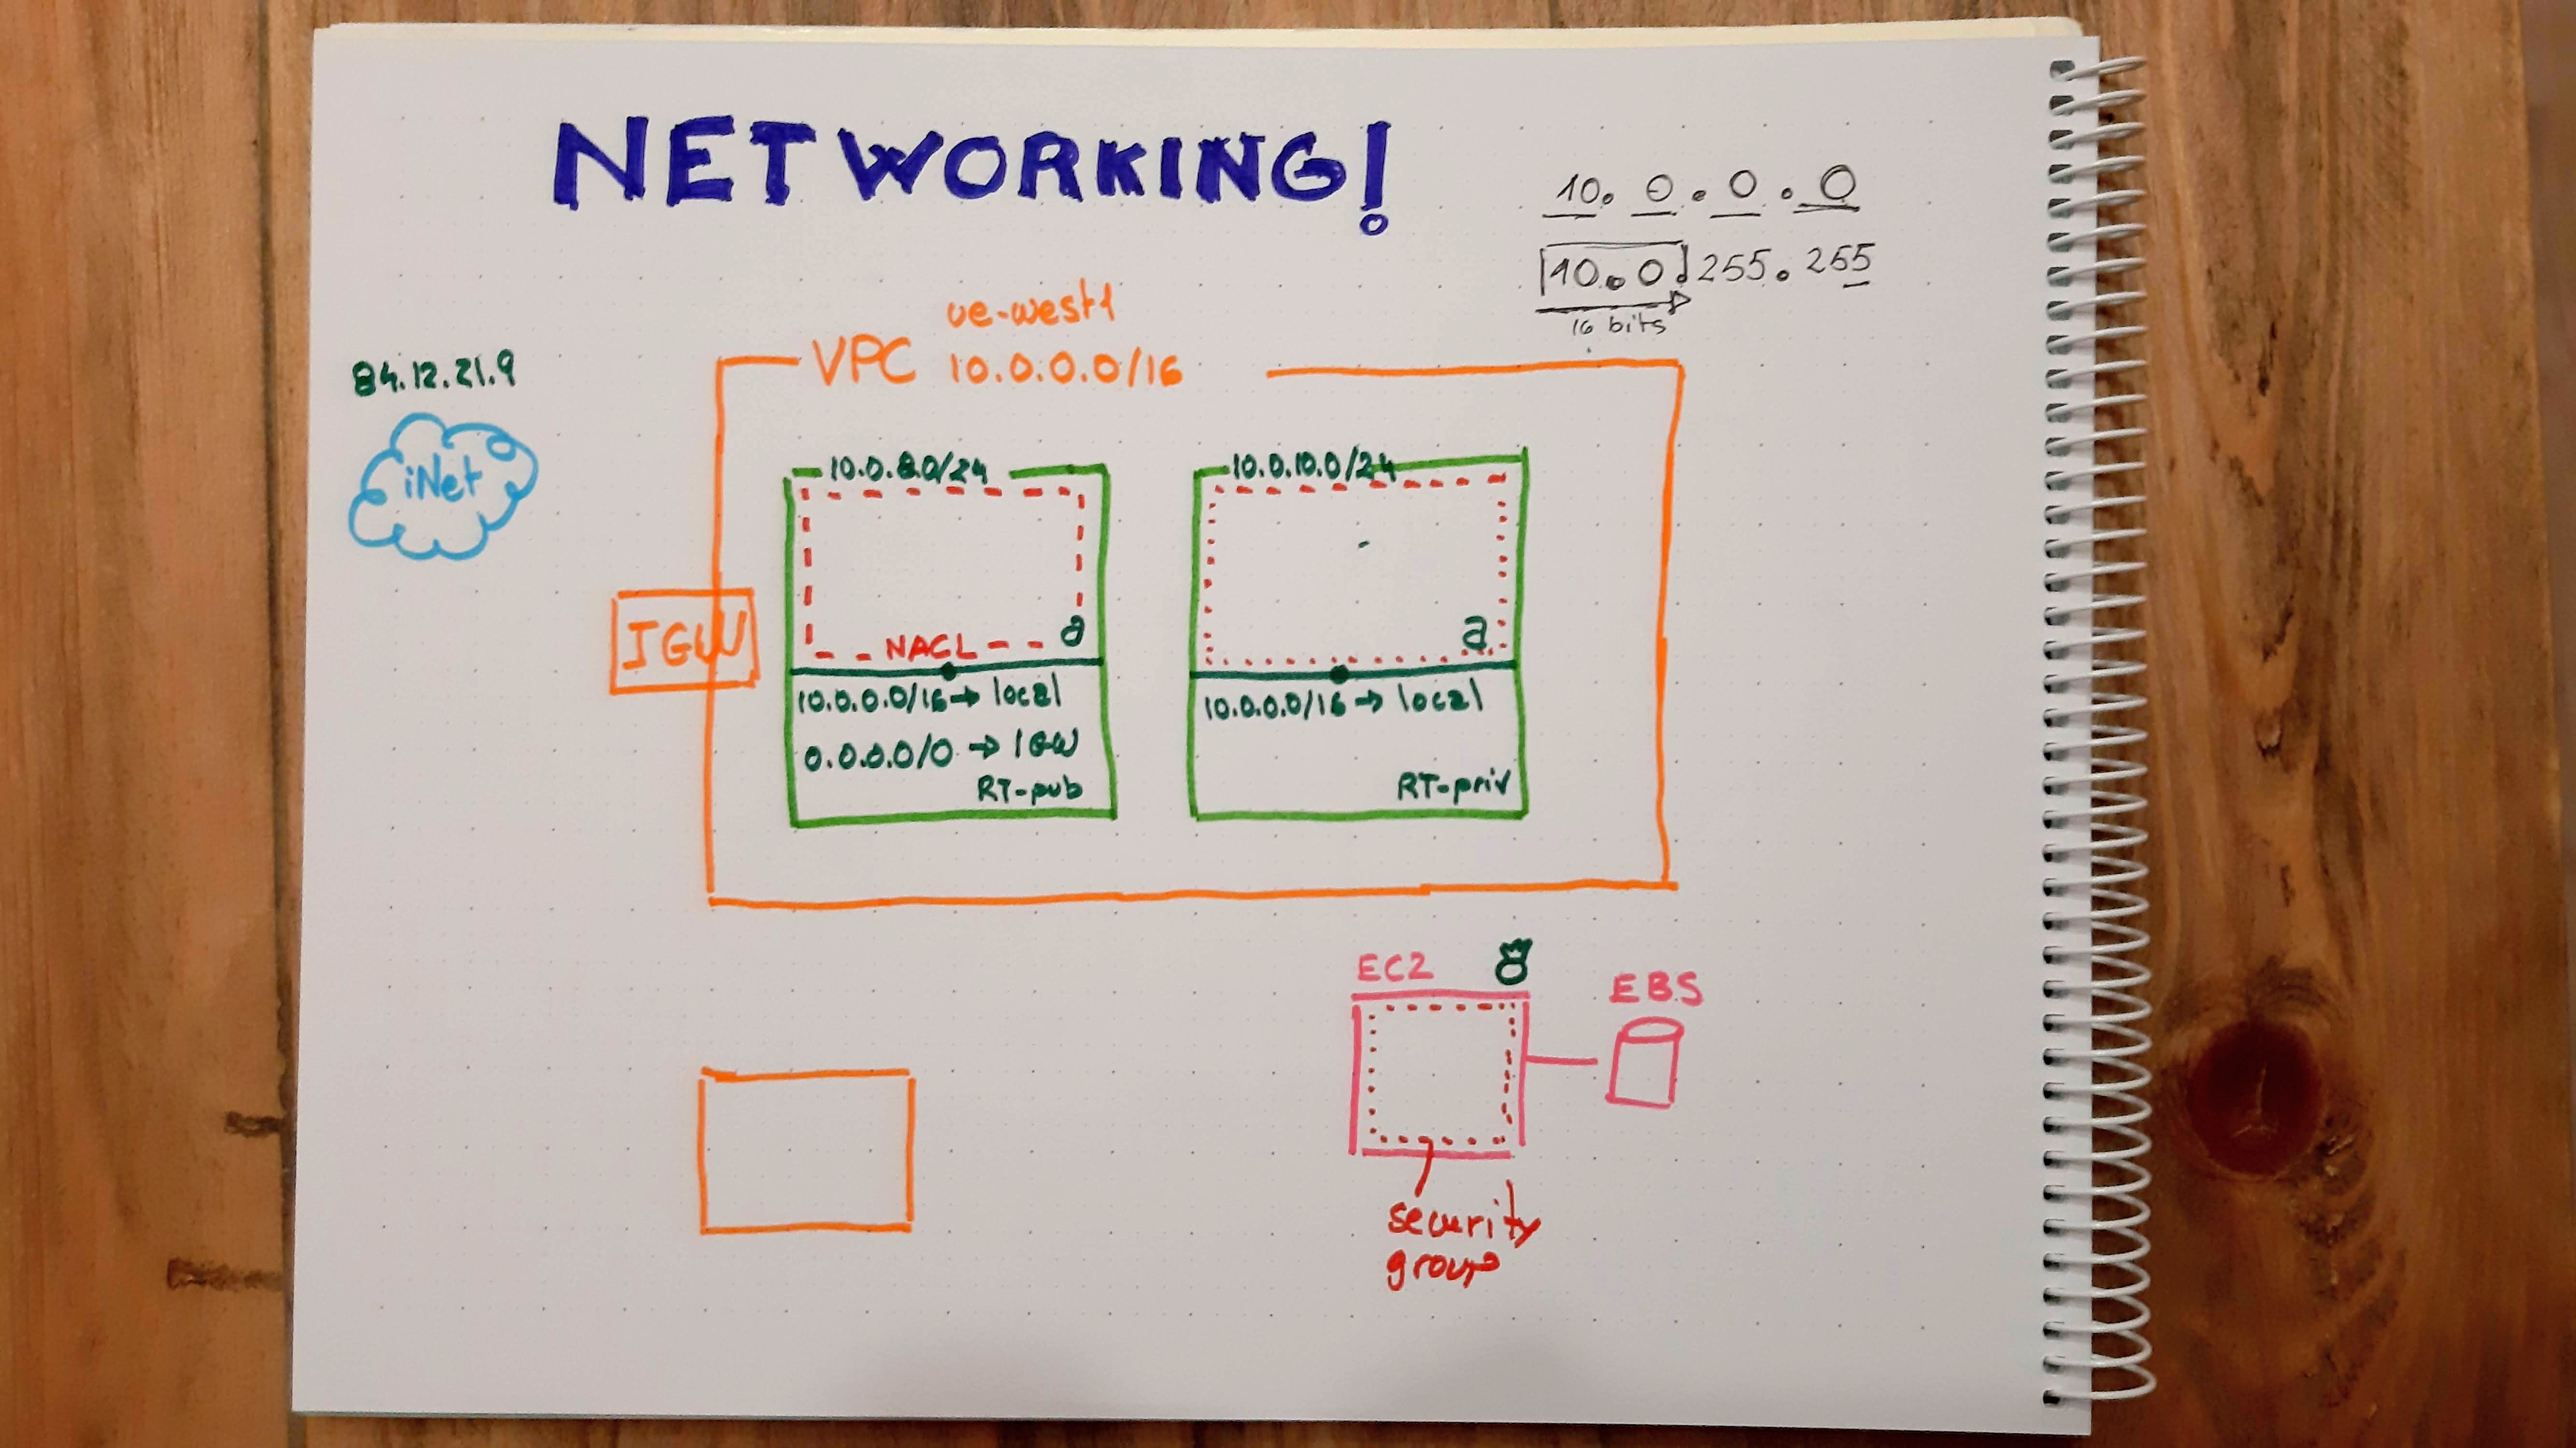 NETWORKING!
10.0.0.0
10.0.255.255
16 bits
ue-west1
VPC 10.0.0.0/16
84.12.21.9
iNet
10.0.8.0/24
10.0.10.0/24
IGW
NACL
a
a
10.0.0.0/16 → local
0.0.0.0/0 → IGW
RT-pub
10.0.0.0/16 → local
RT-priv
EC2
EBS
security
group